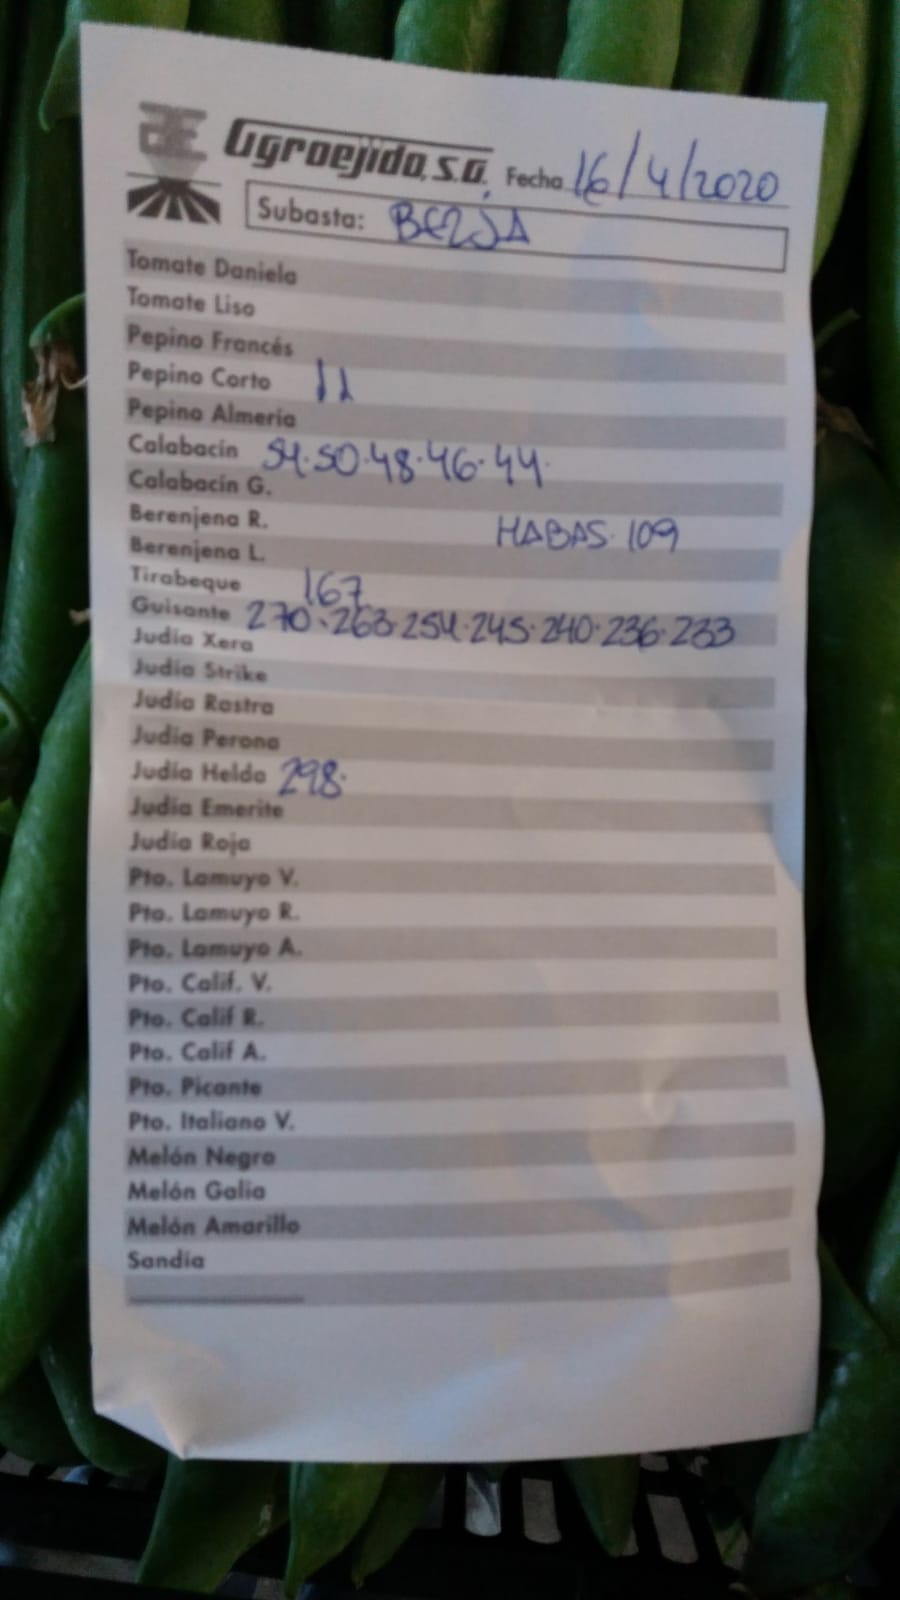 Agroejido, S.A. Fecha 16/4/2020
Subasta: BERJA
Tomate Daniela
Tomate Liso
Pepino Francés
Pepino Corto 11
Pepino Almería
Calabacín 54·50·48·46·44·
Calabacín G.
Berenjena R. HABAS· 109
Berenjena L.
Tirabeque 167
Guisante 270·263·254·245·240·236·233
Judía Xera
Judía Strike
Judía Rastra
Judía Perona
Judía Helda 298·
Judía Emerite
Judía Roja
Pto. Lamuyo V.
Pto. Lamuyo R.
Pto. Lamuyo A.
Pto. Calif. V.
Pto. Calif R.
Pto. Calif A.
Pto. Picante
Pto. Italiano V.
Melón Negro
Melón Galia
Melón Amarillo
Sandía